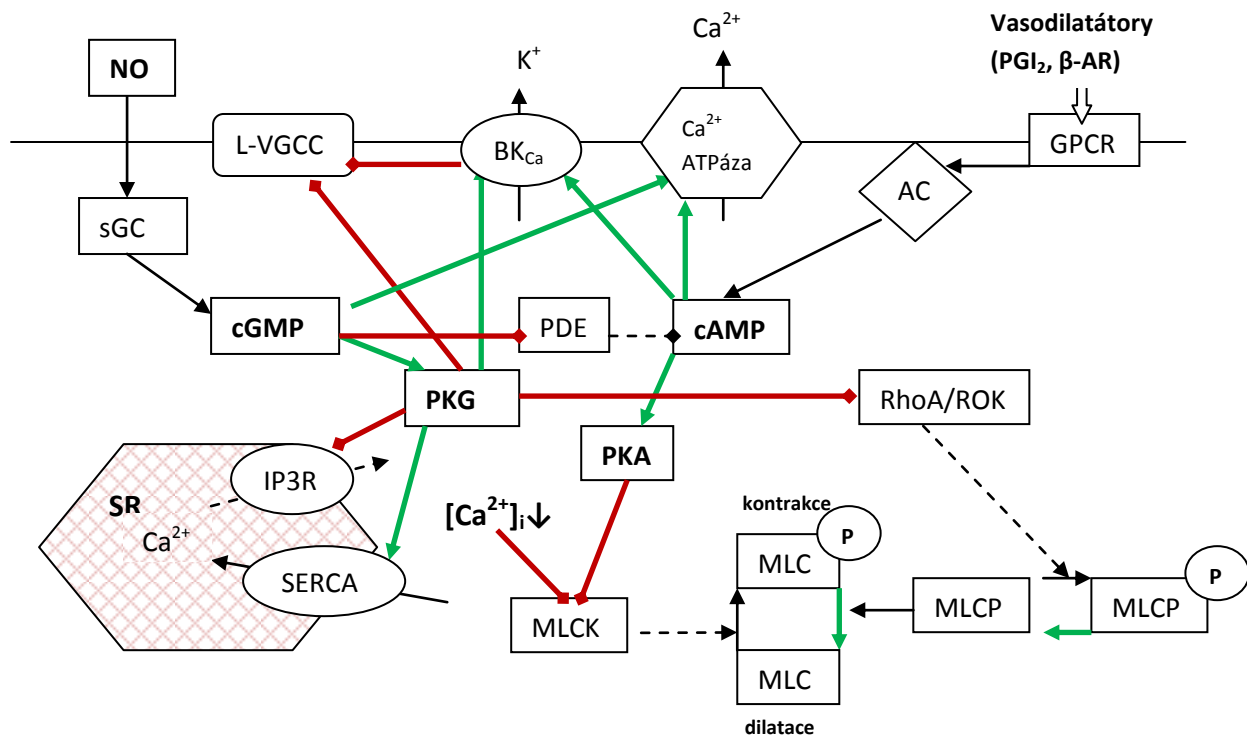 Ca²⁺
Vasodilatátory
(PGI₂, β-AR)
K⁺
NO
L-VGCC
BK_Ca
Ca²⁺
ATPáza
GPCR
AC
sGC
cGMP
PDE
cAMP
PKG
RhoA/ROK
PKA
IP3R
SR
Ca²⁺
[Ca²⁺]ᵢ↓
kontrakce
P
MLC
SERCA
MLCK
MLCP
MLCP
P
MLC
dilatace